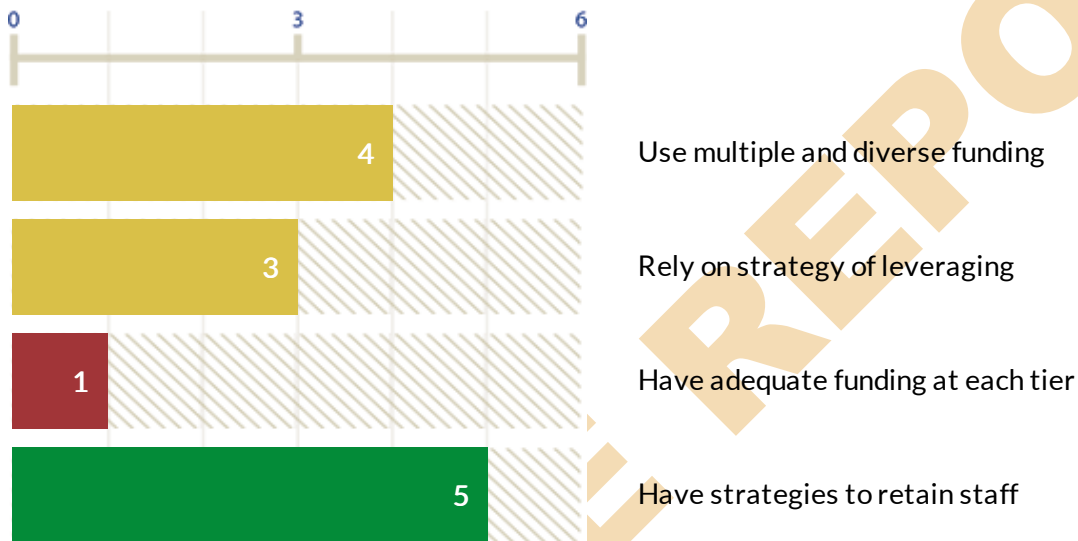 0 3 6
4 Use multiple and diverse funding
3 Rely on strategy of leveraging
1 Have adequate funding at each tier
5 Have strategies to retain staff
E REPO